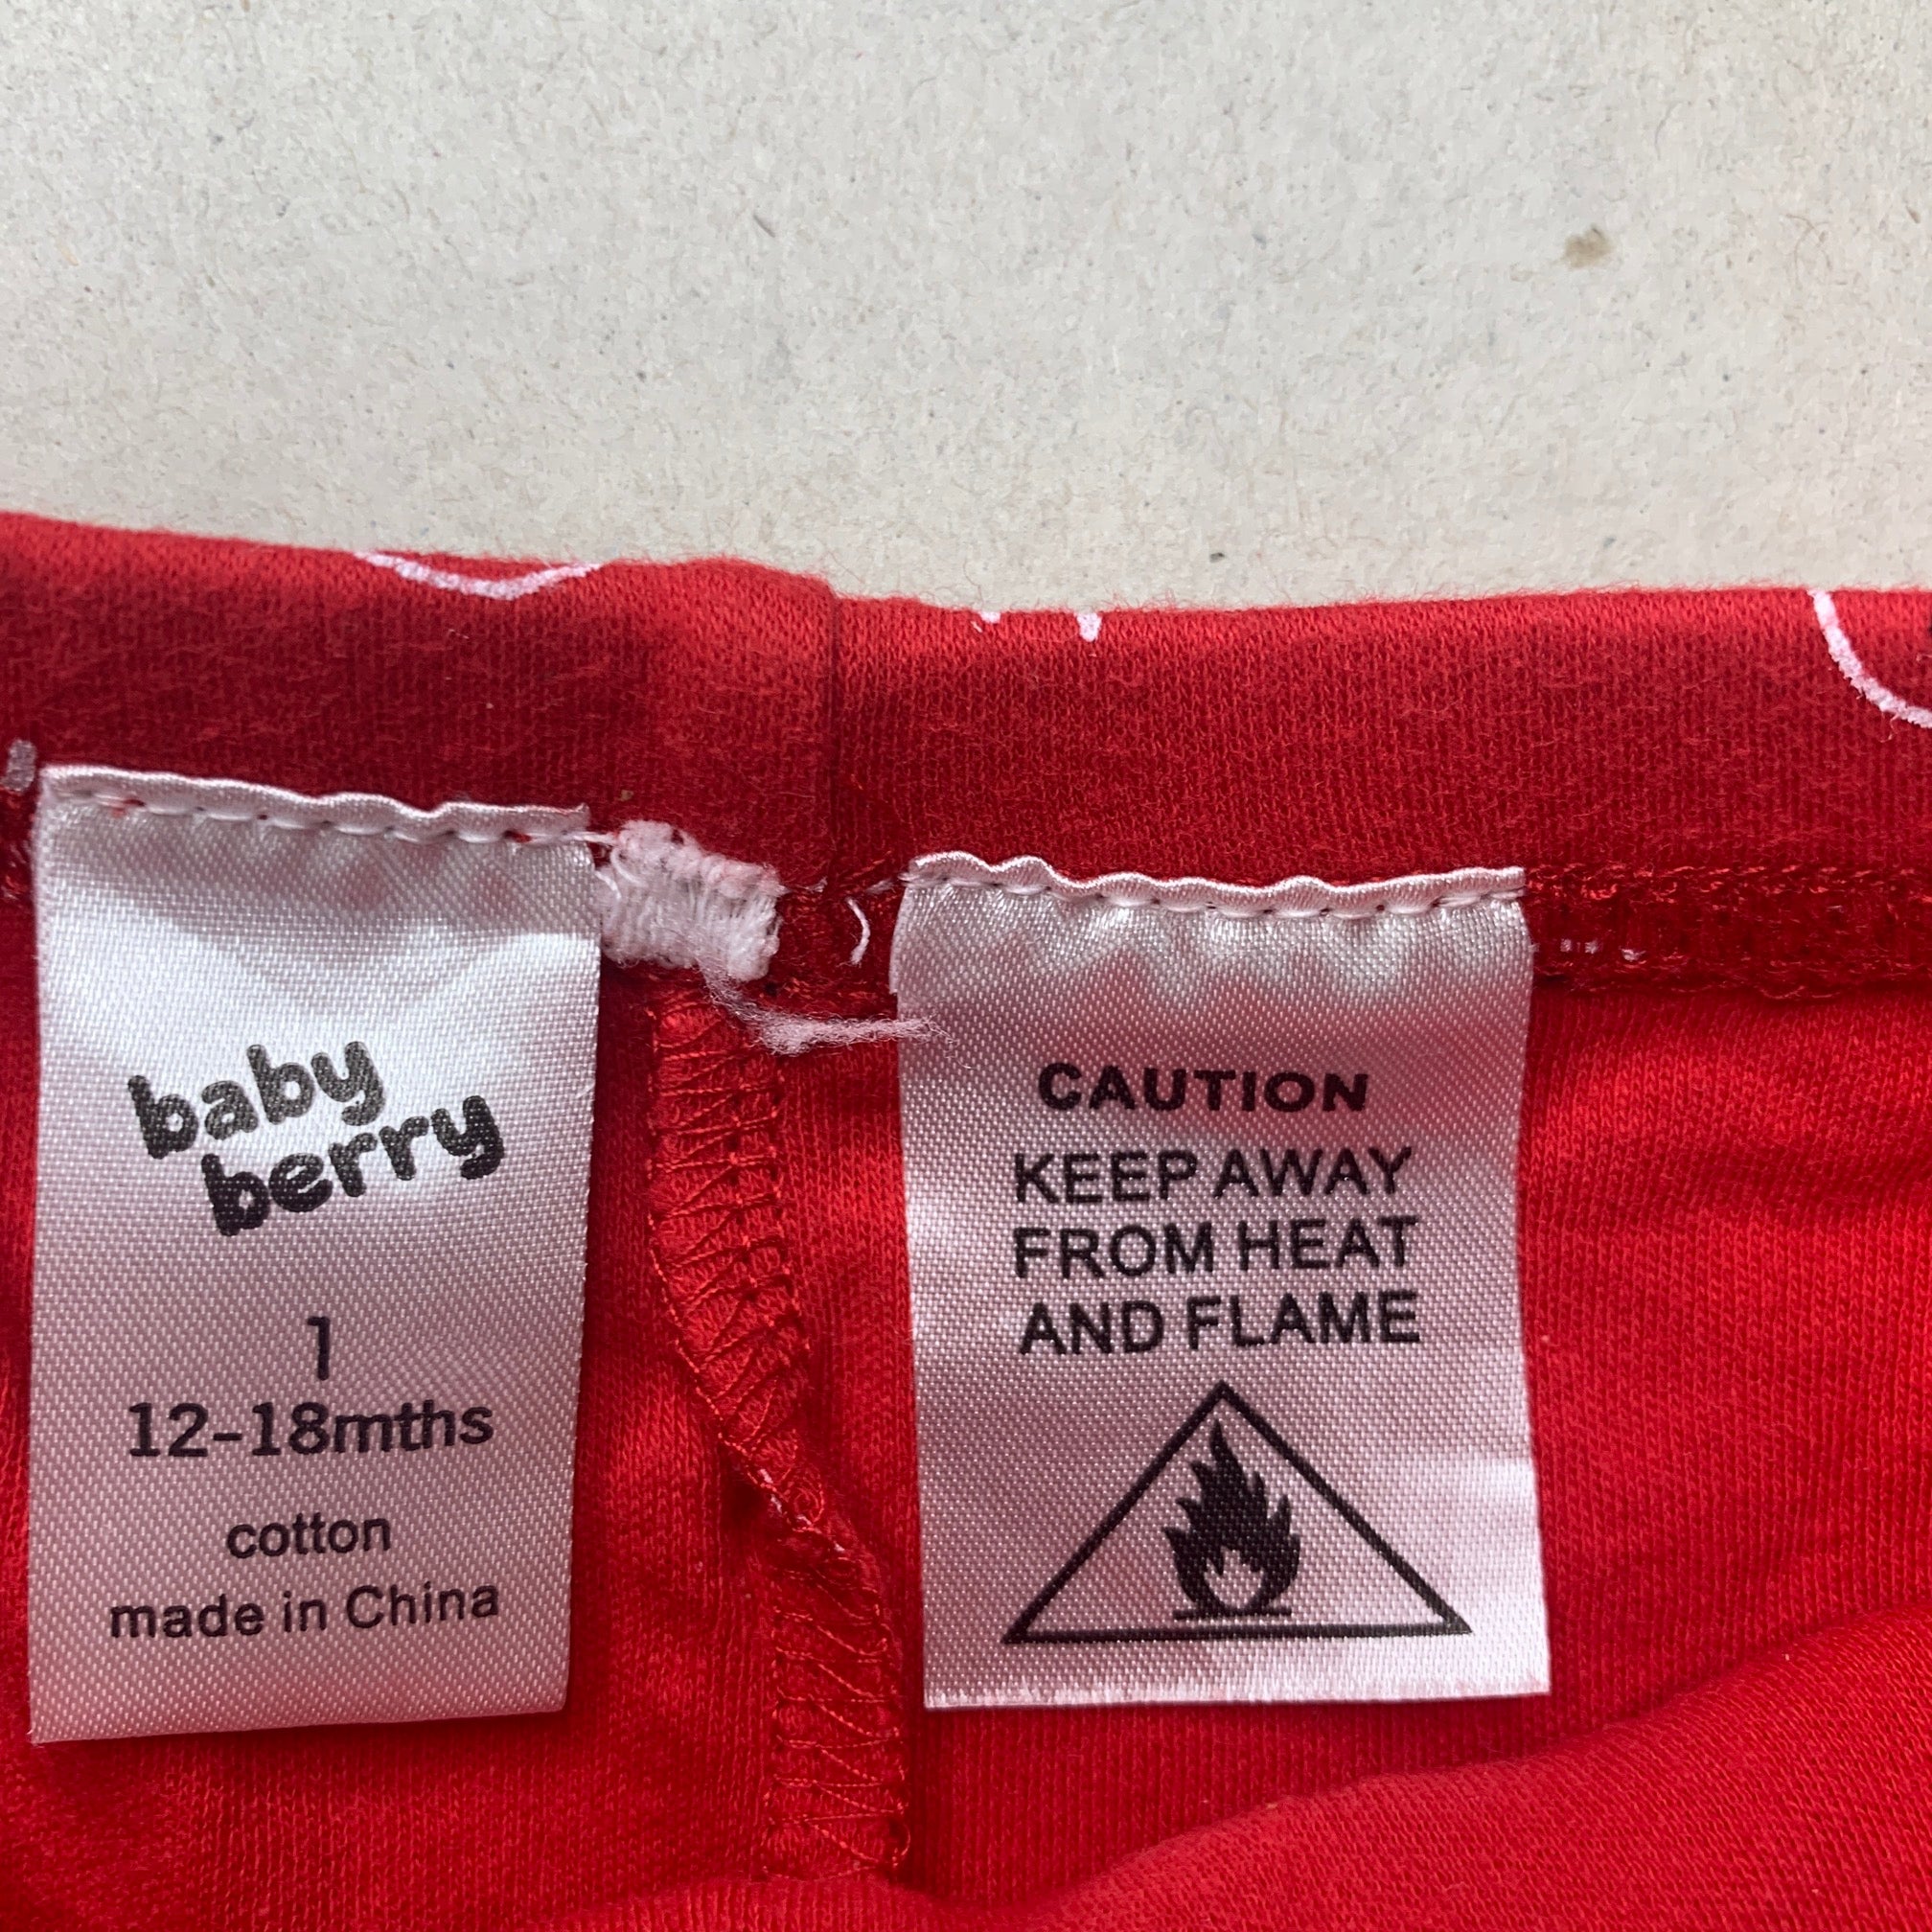 baby
berry
1
12-18mths
cotton
made in China
CAUTION
KEEP AWAY
FROM HEAT
AND FLAME